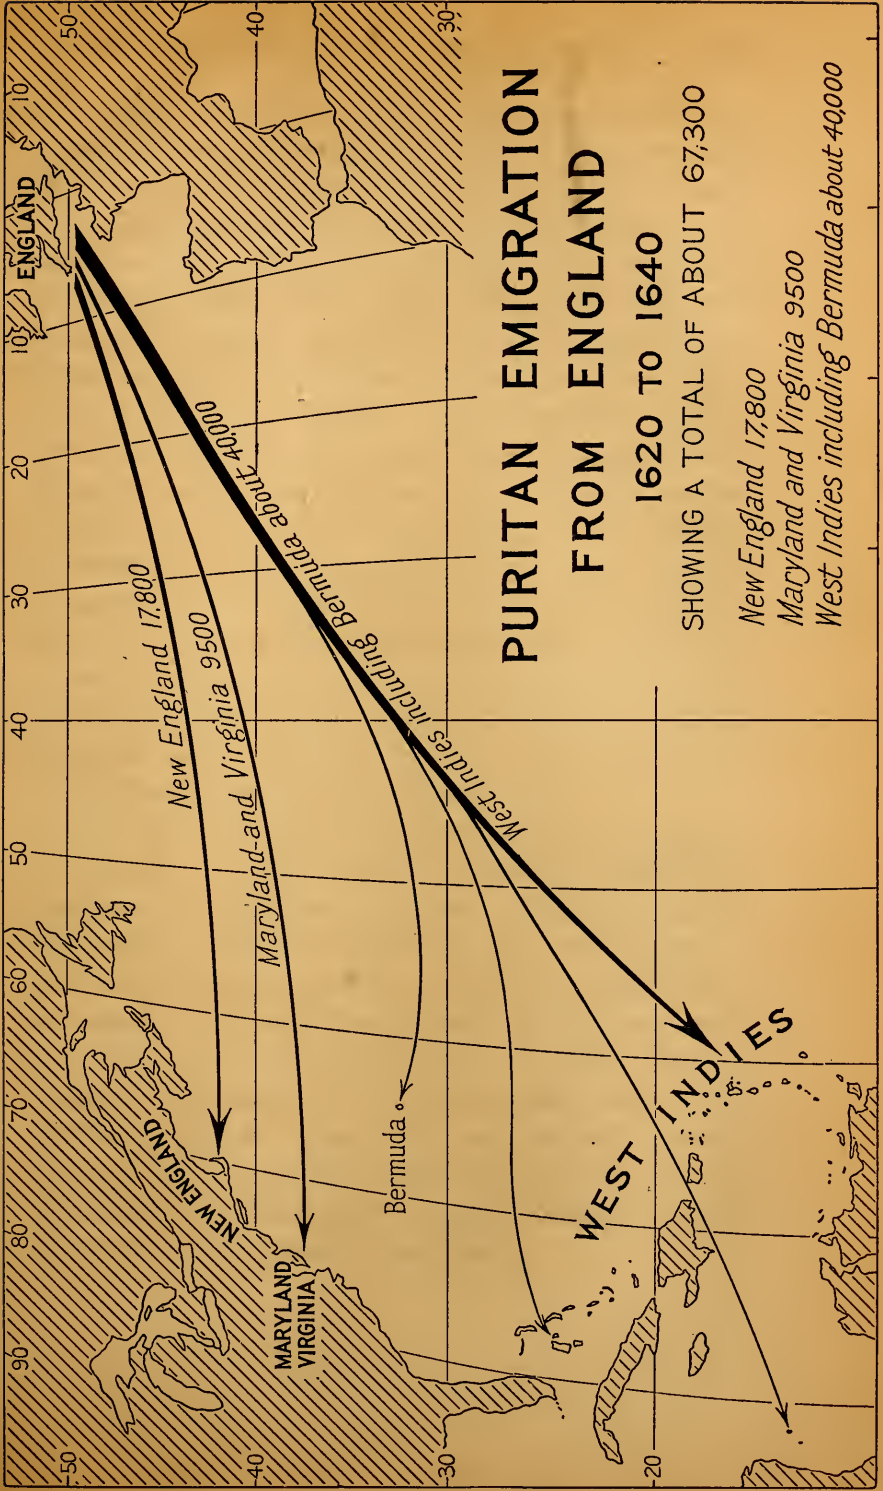 PURITAN EMIGRATION
FROM ENGLAND
1620 TO 1640
SHOWING A TOTAL OF ABOUT 67,300
New England 17,800
Maryland and Virginia 9500
West Indies including Bermuda about 40,000
ENGLAND
New England 17,800
Maryland and Virginia 9500
West Indies including Bermuda about 40,000
NEW ENGLAND
MARYLAND
VIRGINIA
Bermuda
WEST INDIES
90
80
70
60
50
40
30
20
10
10
50
40
30
20
50
40
30